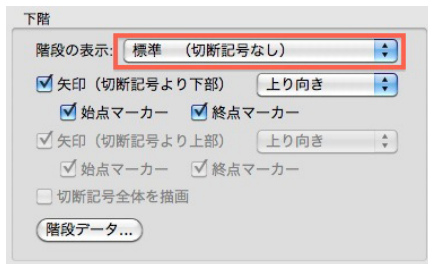 下階
階段の表示: 標準 (切断記号なし)
矢印 (切断記号より下部) 上り向き
始点マーカー 終点マーカー
矢印 (切断記号より上部) 上り向き
始点マーカー 終点マーカー
切断記号全体を描画
階段データ...